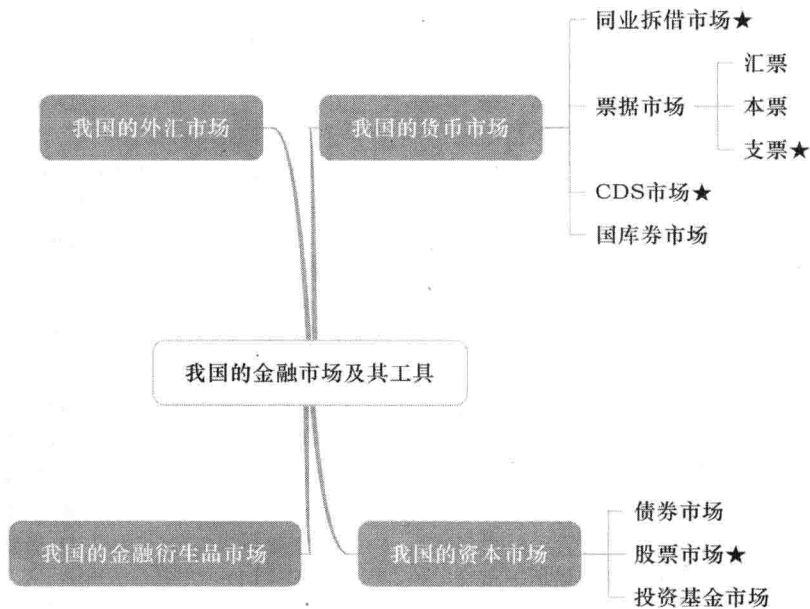 同业拆借市场★
汇票
我国的外汇市场
我国的货币市场
票据市场
本票
支票★
CDS市场★
国库券市场
我国的金融市场及其工具
债券市场
我国的金融衍生品市场
我国的资本市场
股票市场★
投资基金市场